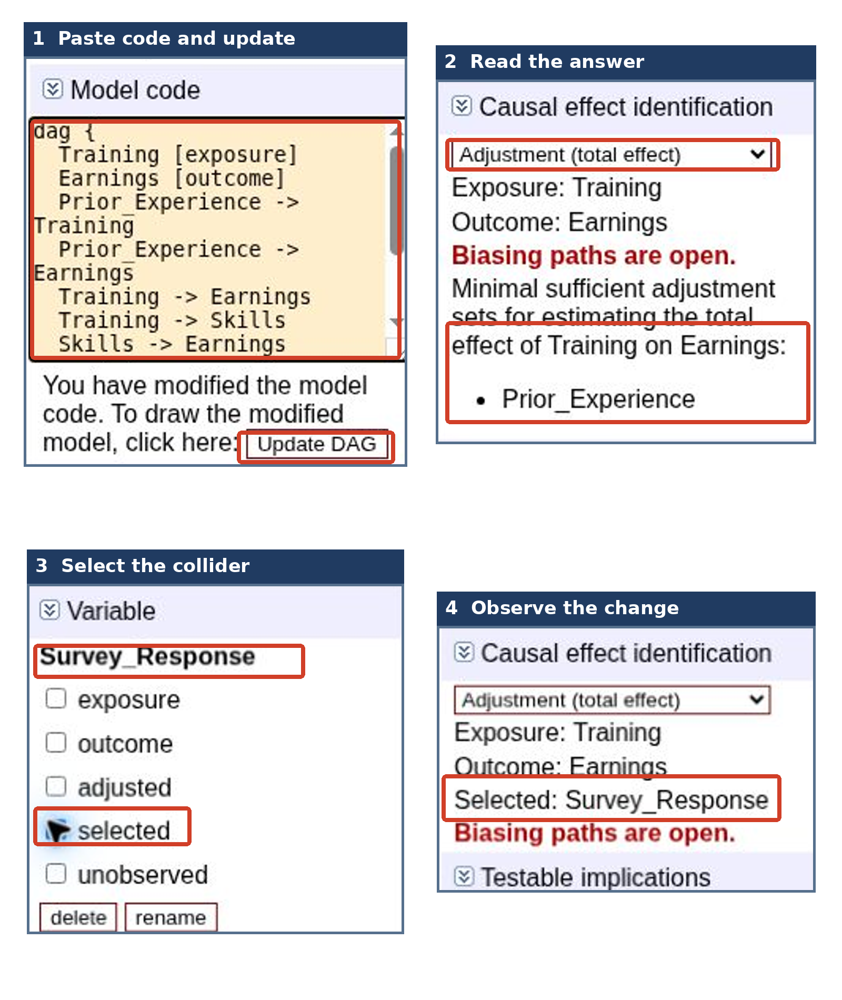 1 Paste code and update
Model code
dag {
Training [exposure]
Earnings [outcome]
Prior_Experience ->
Training
Prior_Experience ->
Earnings
Training -> Earnings
Training -> Skills
Skills -> Earnings
You have modified the model
code. To draw the modified
model, click here: Update DAG
2 Read the answer
Causal effect identification
Adjustment (total effect)
Exposure: Training
Outcome: Earnings
Biasing paths are open.
Minimal sufficient adjustment
sets for estimating the total
effect of Training on Earnings:
• Prior_Experience
3 Select the collider
Variable
Survey_Response
exposure
outcome
adjusted
selected
unobserved
delete rename
4 Observe the change
Causal effect identification
Adjustment (total effect)
Exposure: Training
Outcome: Earnings
Selected: Survey_Response
Biasing paths are open.
Testable implications